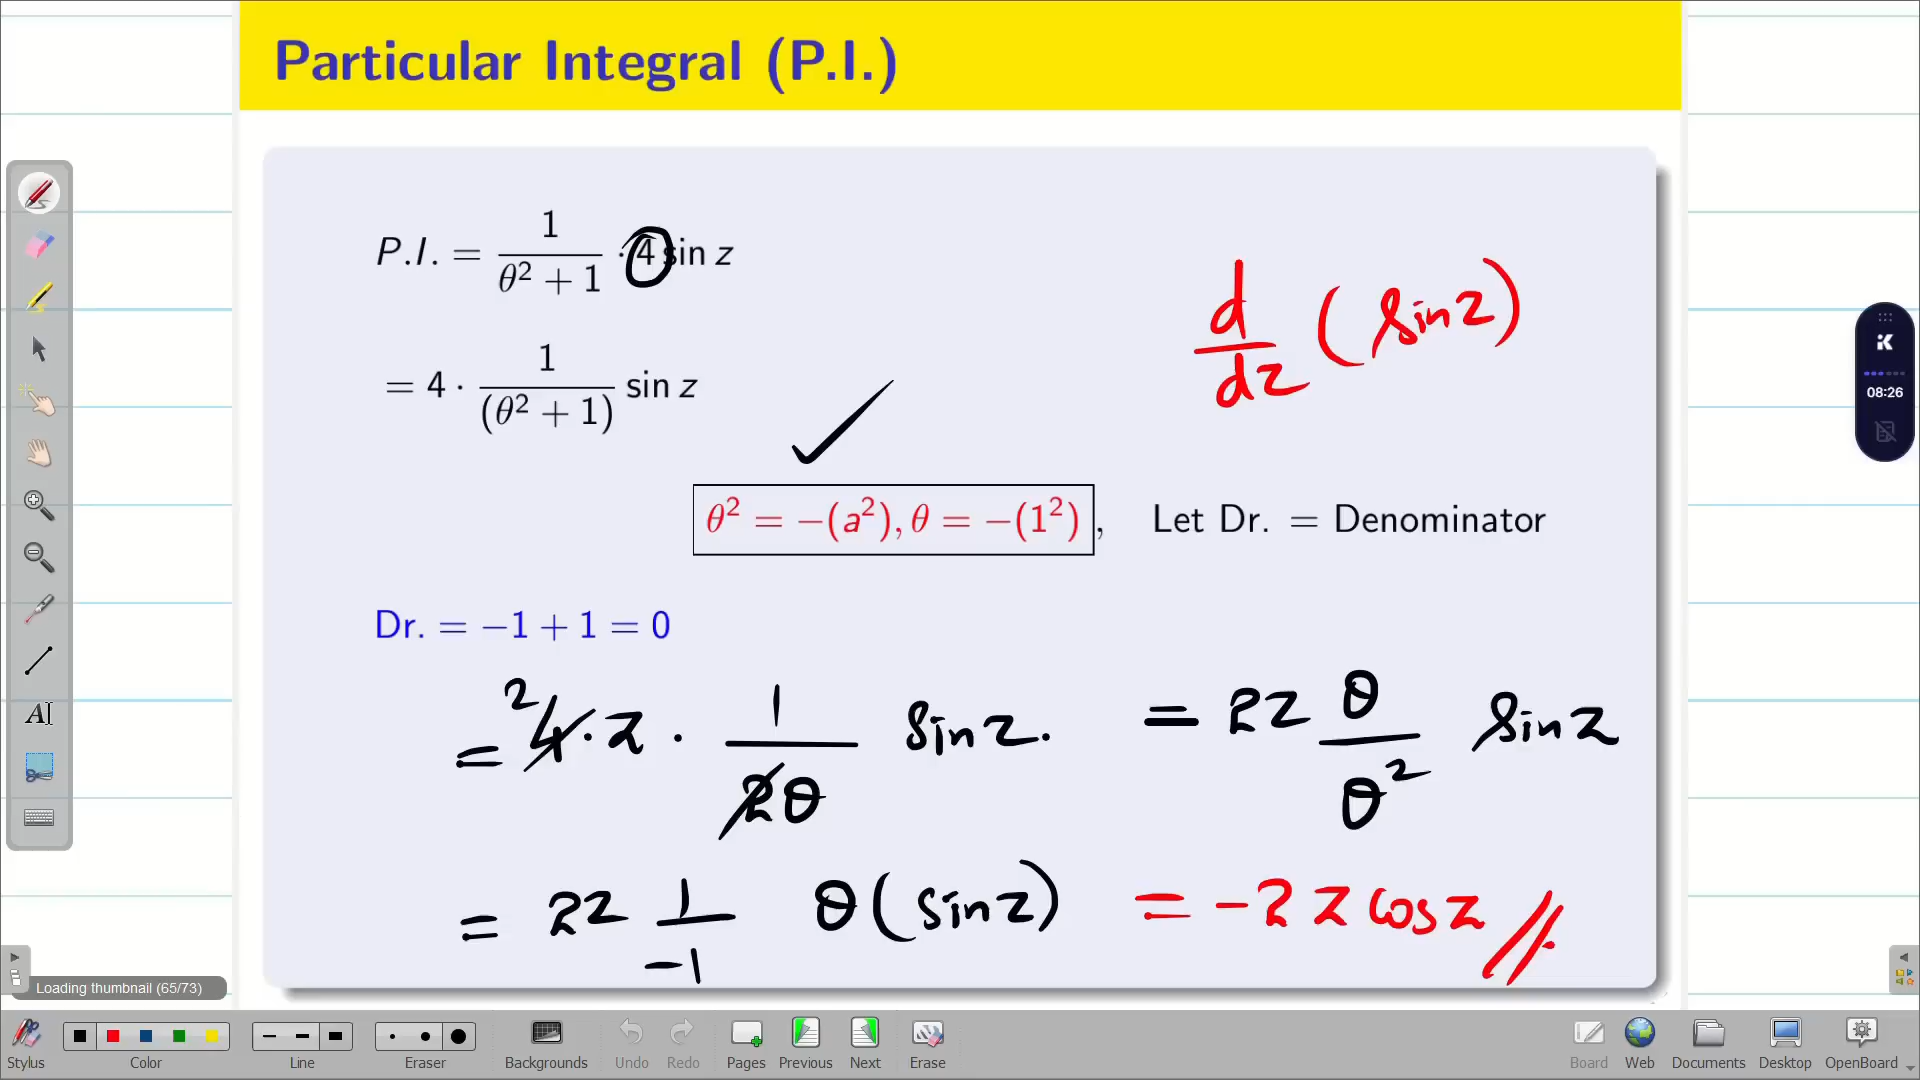 Particular Integral (P.I.)
P.I. = 1/(θ² + 1) · 4 sin z
= 4 · 1/(θ² + 1) sin z
d/dz (sin z)
θ² = −(a²), θ = −(1²), Let Dr. = Denominator
Dr. = −1 + 1 = 0
= 4 2 · z · 1/2θ sin z. = 2z θ/θ² sin z
= 2z 1/−1 θ(sin z) = −2 z cos z //.
08:26
A
Loading thumbnail (65/73)
Stylus Color Line Eraser Backgrounds Undo Redo Pages Previous Next Erase Board Web Documents Desktop OpenBoard